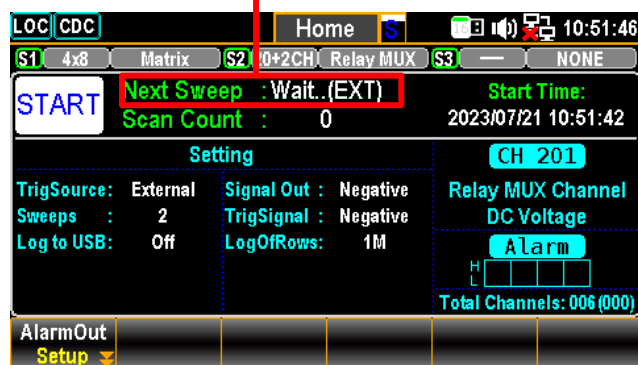 LOC CDC Home S 10:51:46
S1 4x8 Matrix S2 20+2CH Relay MUX S3 — NONE
START
Next Sweep : Wait..(EXT)
Scan Count : 0
Start Time:
2023/07/21 10:51:42
Setting
TrigSource: External Signal Out : Negative
Sweeps : 2 TrigSignal : Negative
Log to USB: Off LogOfRows: 1M
CH 201
Relay MUX Channel
DC Voltage
Alarm
H
L
Total Channels: 006(000)
AlarmOut
Setup